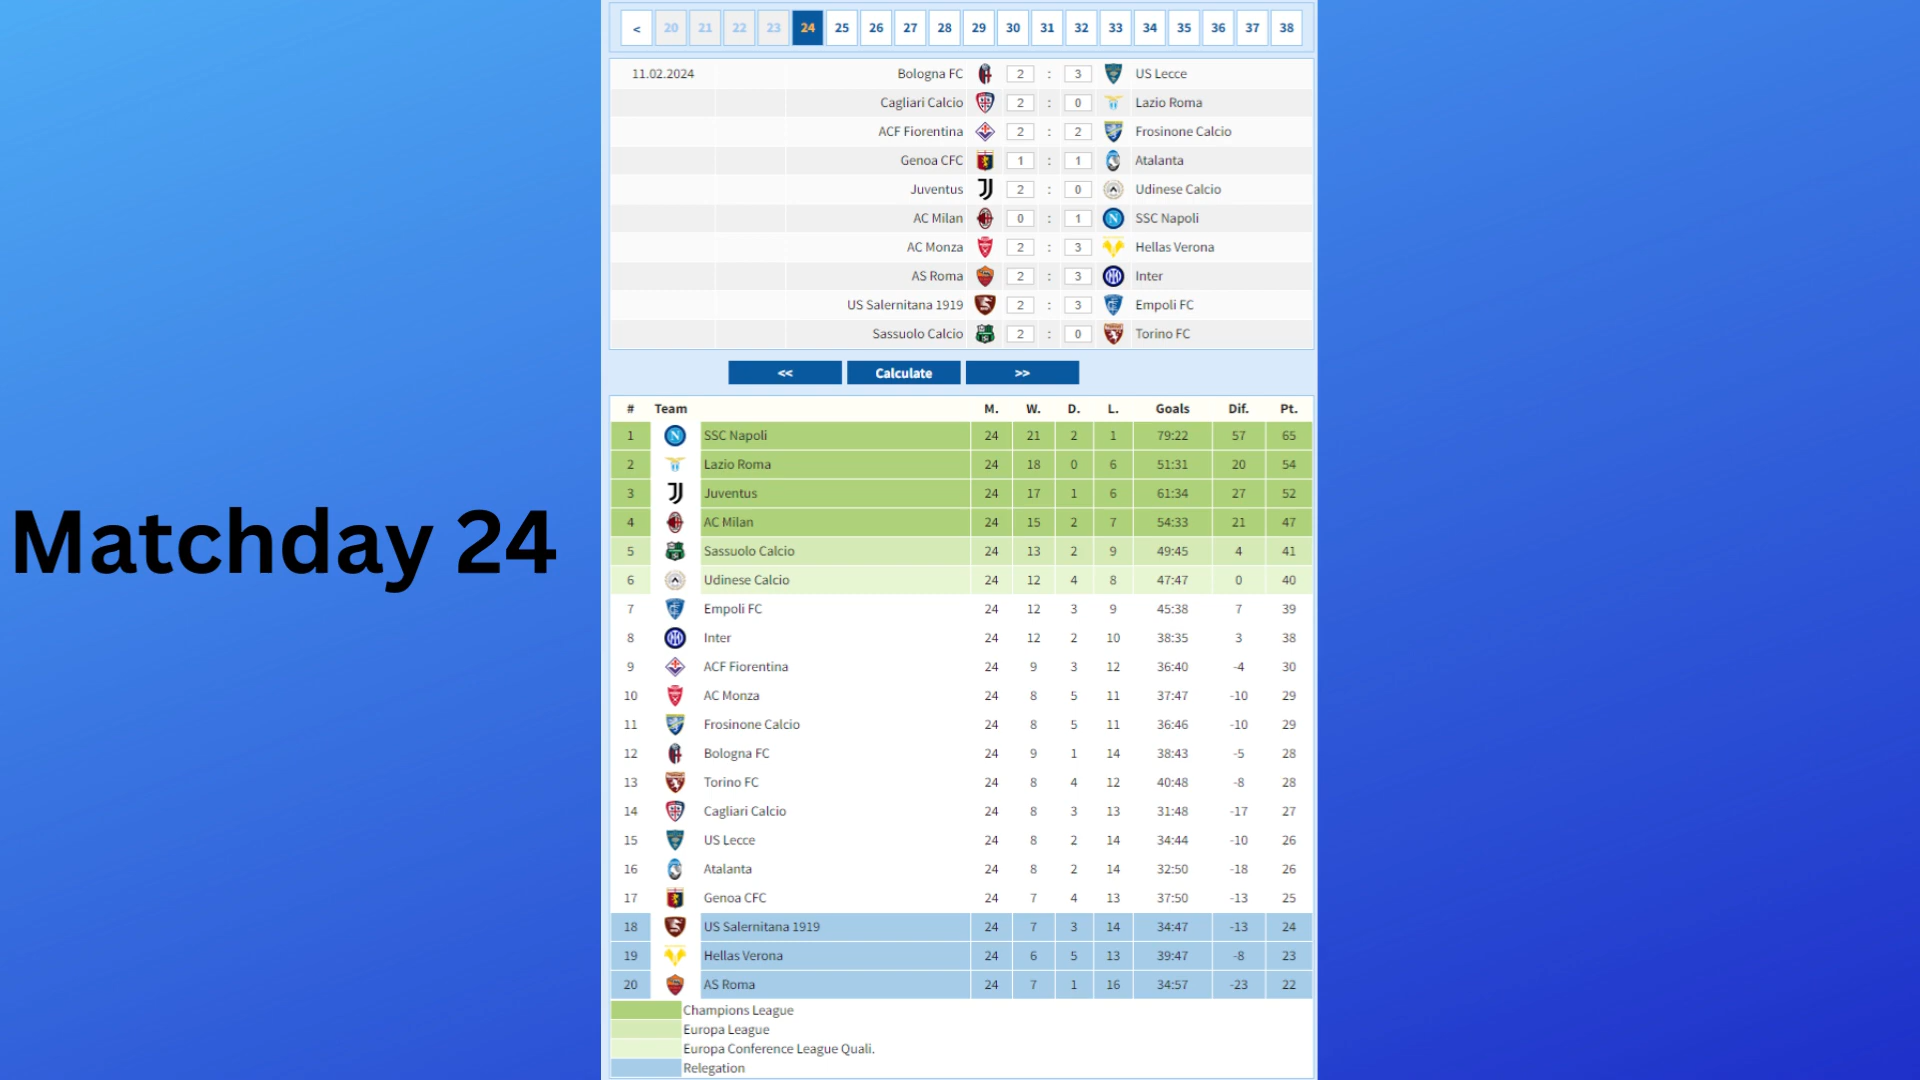 < 20 21 22 23 24 25 26 27 28 29 30 31 32 33 34 35 36 37 38
11.02.2024 Bologna FC 2 : 3 US Lecce
Cagliari Calcio 2 : 0 Lazio Roma
ACF Fiorentina 2 : 2 Frosinone Calcio
Genoa CFC 1 : 1 Atalanta
Juventus 2 : 0 Udinese Calcio
AC Milan 0 : 1 SSC Napoli
AC Monza 2 : 3 Hellas Verona
AS Roma 2 : 3 Inter
US Salernitana 1919 2 : 3 Empoli FC
Sassuolo Calcio 2 : 0 Torino FC
<< Calculate >>
# Team M. W. D. L. Goals Dif. Pt.
1 SSC Napoli 24 21 2 1 79:22 57 65
2 Lazio Roma 24 18 0 6 51:31 20 54
3 Juventus 24 17 1 6 61:34 27 52
4 AC Milan 24 15 2 7 54:33 21 47
5 Sassuolo Calcio 24 13 2 9 49:45 4 41
6 Udinese Calcio 24 12 4 8 47:47 0 40
7 Empoli FC 24 12 3 9 45:38 7 39
8 Inter 24 12 2 10 38:35 3 38
9 ACF Fiorentina 24 9 3 12 36:40 -4 30
10 AC Monza 24 8 5 11 37:47 -10 29
11 Frosinone Calcio 24 8 5 11 36:46 -10 29
12 Bologna FC 24 9 1 14 38:43 -5 28
13 Torino FC 24 8 4 12 40:48 -8 28
14 Cagliari Calcio 24 8 3 13 31:48 -17 27
15 US Lecce 24 8 2 14 34:44 -10 26
16 Atalanta 24 8 2 14 32:50 -18 26
17 Genoa CFC 24 7 4 13 37:50 -13 25
18 US Salernitana 1919 24 7 3 14 34:47 -13 24
19 Hellas Verona 24 6 5 13 39:47 -8 23
20 AS Roma 24 7 1 16 34:57 -23 22
Champions League
Europa League
Europa Conference League Quali.
Relegation
Matchday 24